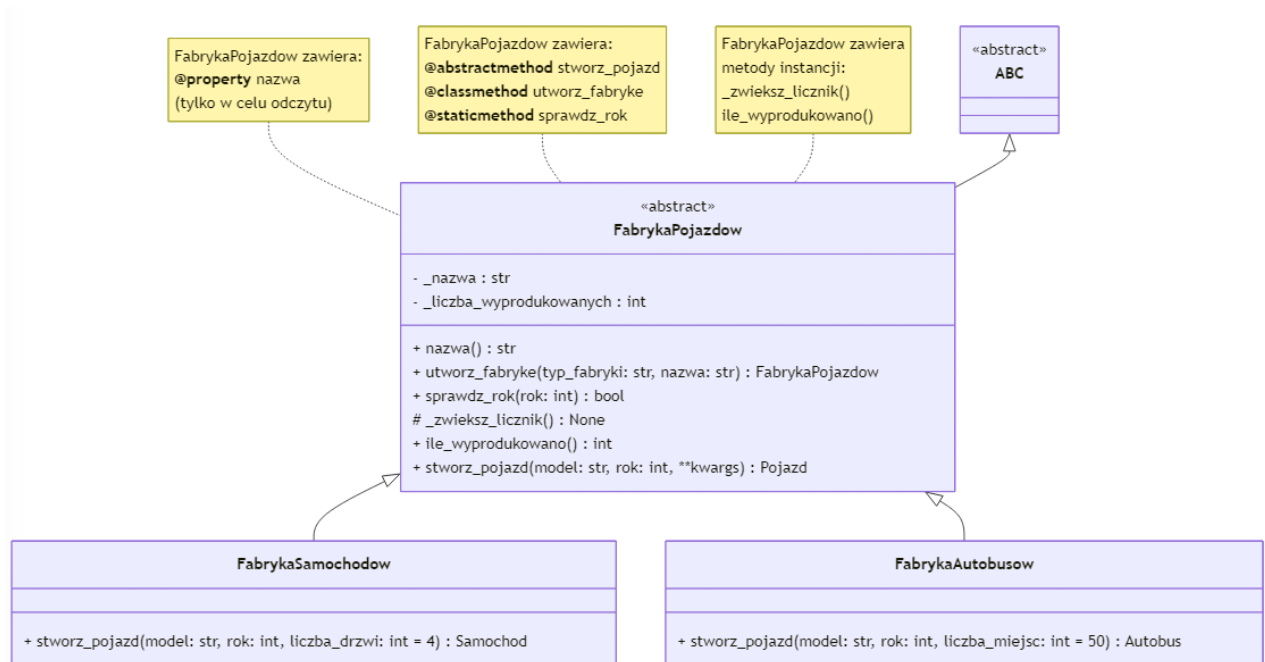 FabrykaPojazdow zawiera:
@property nazwa
(tylko w celu odczytu)
FabrykaPojazdow zawiera:
@abstractmethod stworz_pojazd
@classmethod utworz_fabryke
@staticmethod sprawdz_rok
FabrykaPojazdow zawiera
metody instancji:
_zwieksz_licznik()
ile_wyprodukowano()
«abstract»
ABC
«abstract»
FabrykaPojazdow
- _nazwa : str
- _liczba_wyprodukowanych : int
+ nazwa() : str
+ utworz_fabryke(typ_fabryki: str, nazwa: str) : FabrykaPojazdow
+ sprawdz_rok(rok: int) : bool
# _zwieksz_licznik() : None
+ ile_wyprodukowano() : int
+ stworz_pojazd(model: str, rok: int, **kwargs) : Pojazd
FabrykaSamochodow
+ stworz_pojazd(model: str, rok: int, liczba_drzwi: int = 4) : Samochod
FabrykaAutobusow
+ stworz_pojazd(model: str, rok: int, liczba_miejsc: int = 50) : Autobus